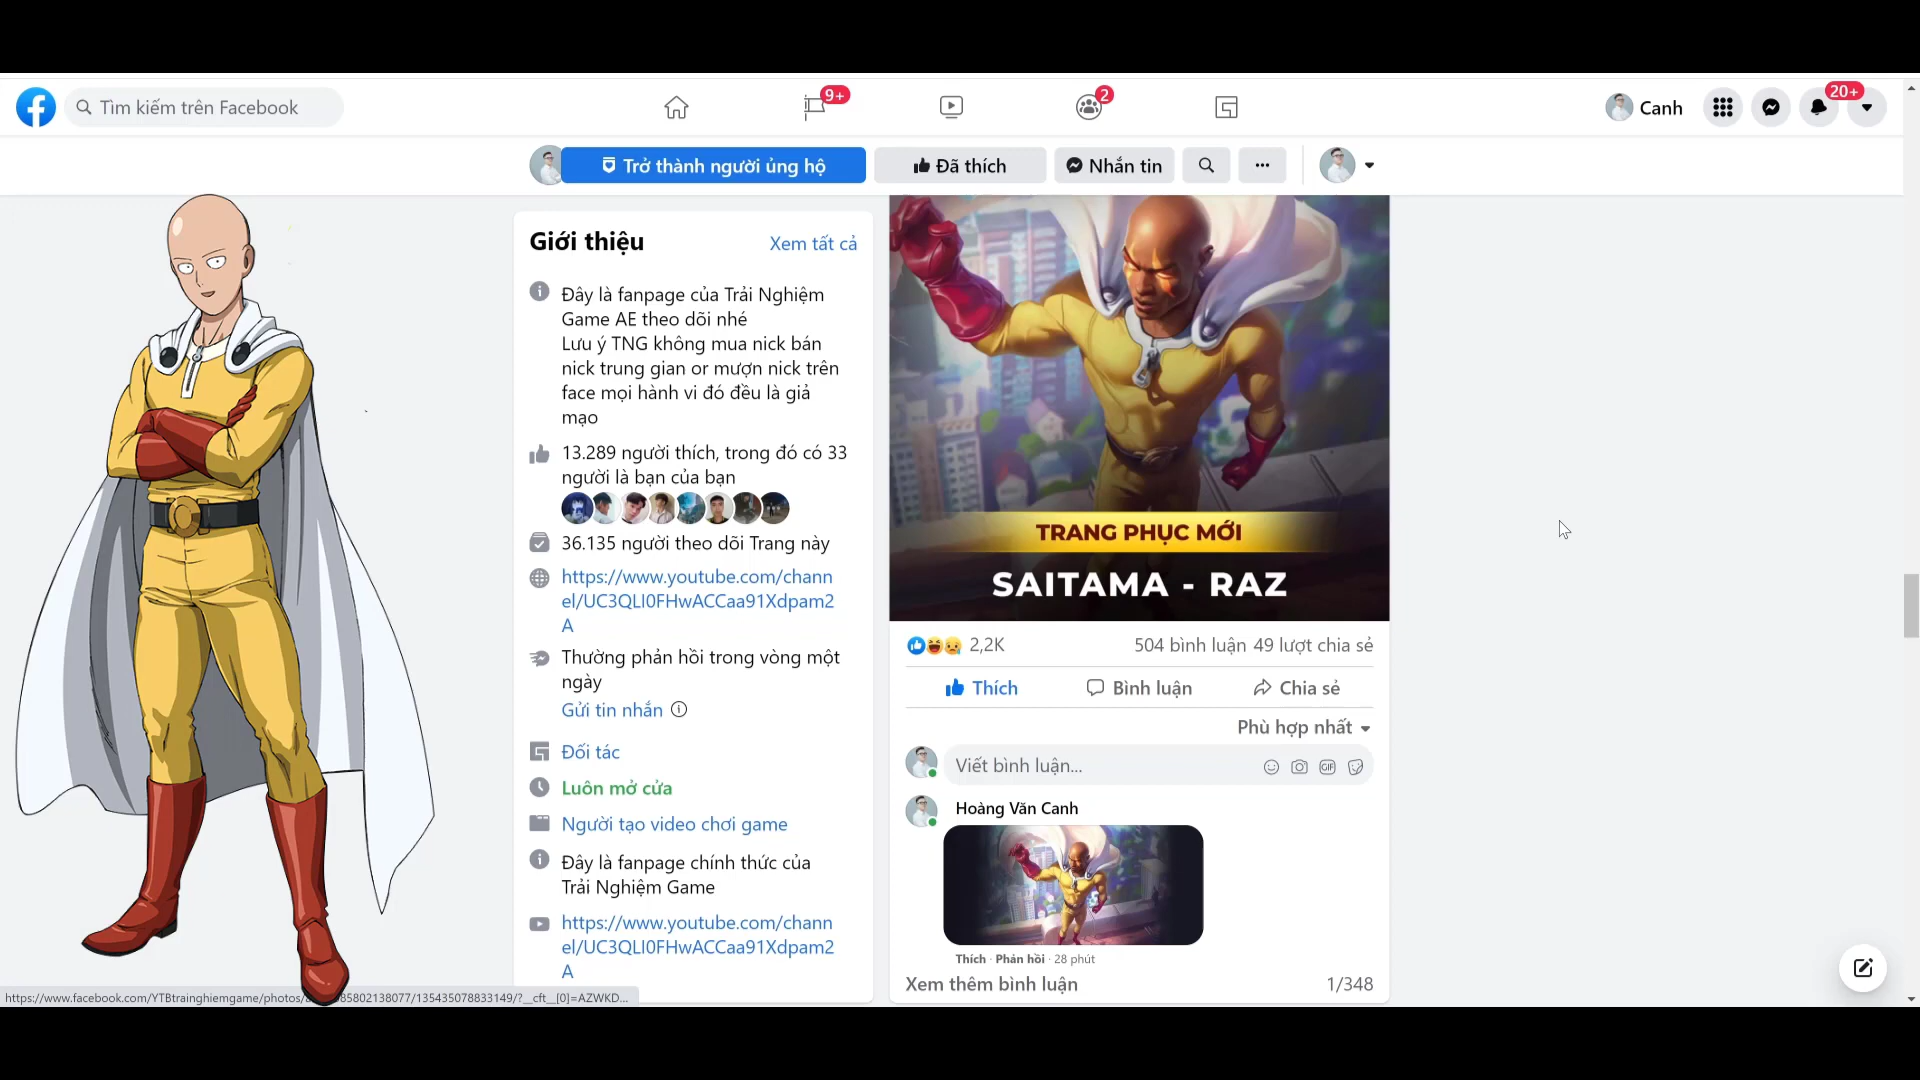 Tìm kiếm trên Facebook
9+
2
Canh
20+
Trở thành người ủng hộ
Đã thích
Nhắn tin
Giới thiệu
Xem tất cả
Đây là fanpage của Trải Nghiệm
Game AE theo dõi nhé
Lưu ý TNG không mua nick bán
nick trung gian or mượn nick trên
face mọi hành vi đó đều là giả
mạo
13.289 người thích, trong đó có 33
người là bạn của bạn
36.135 người theo dõi Trang này
https://www.youtube.com/chann
el/UC3QLI0FHwACCaa91Xdpam2
A
Thường phản hồi trong vòng một
ngày
Gửi tin nhắn
Đối tác
Luôn mở cửa
Người tạo video chơi game
Đây là fanpage chính thức của
Trải Nghiệm Game
https://www.youtube.com/chann
el/UC3QLI0FHwACCaa91Xdpam2
A
TRANG PHỤC MỚI
SAITAMA - RAZ
2,2K
504 bình luận 49 lượt chia sẻ
Thích
Bình luận
Chia sẻ
Phù hợp nhất
Viết bình luận...
GIF
Hoàng Văn Canh
Thích · Phản hồi · 28 phút
Xem thêm bình luận
1/348